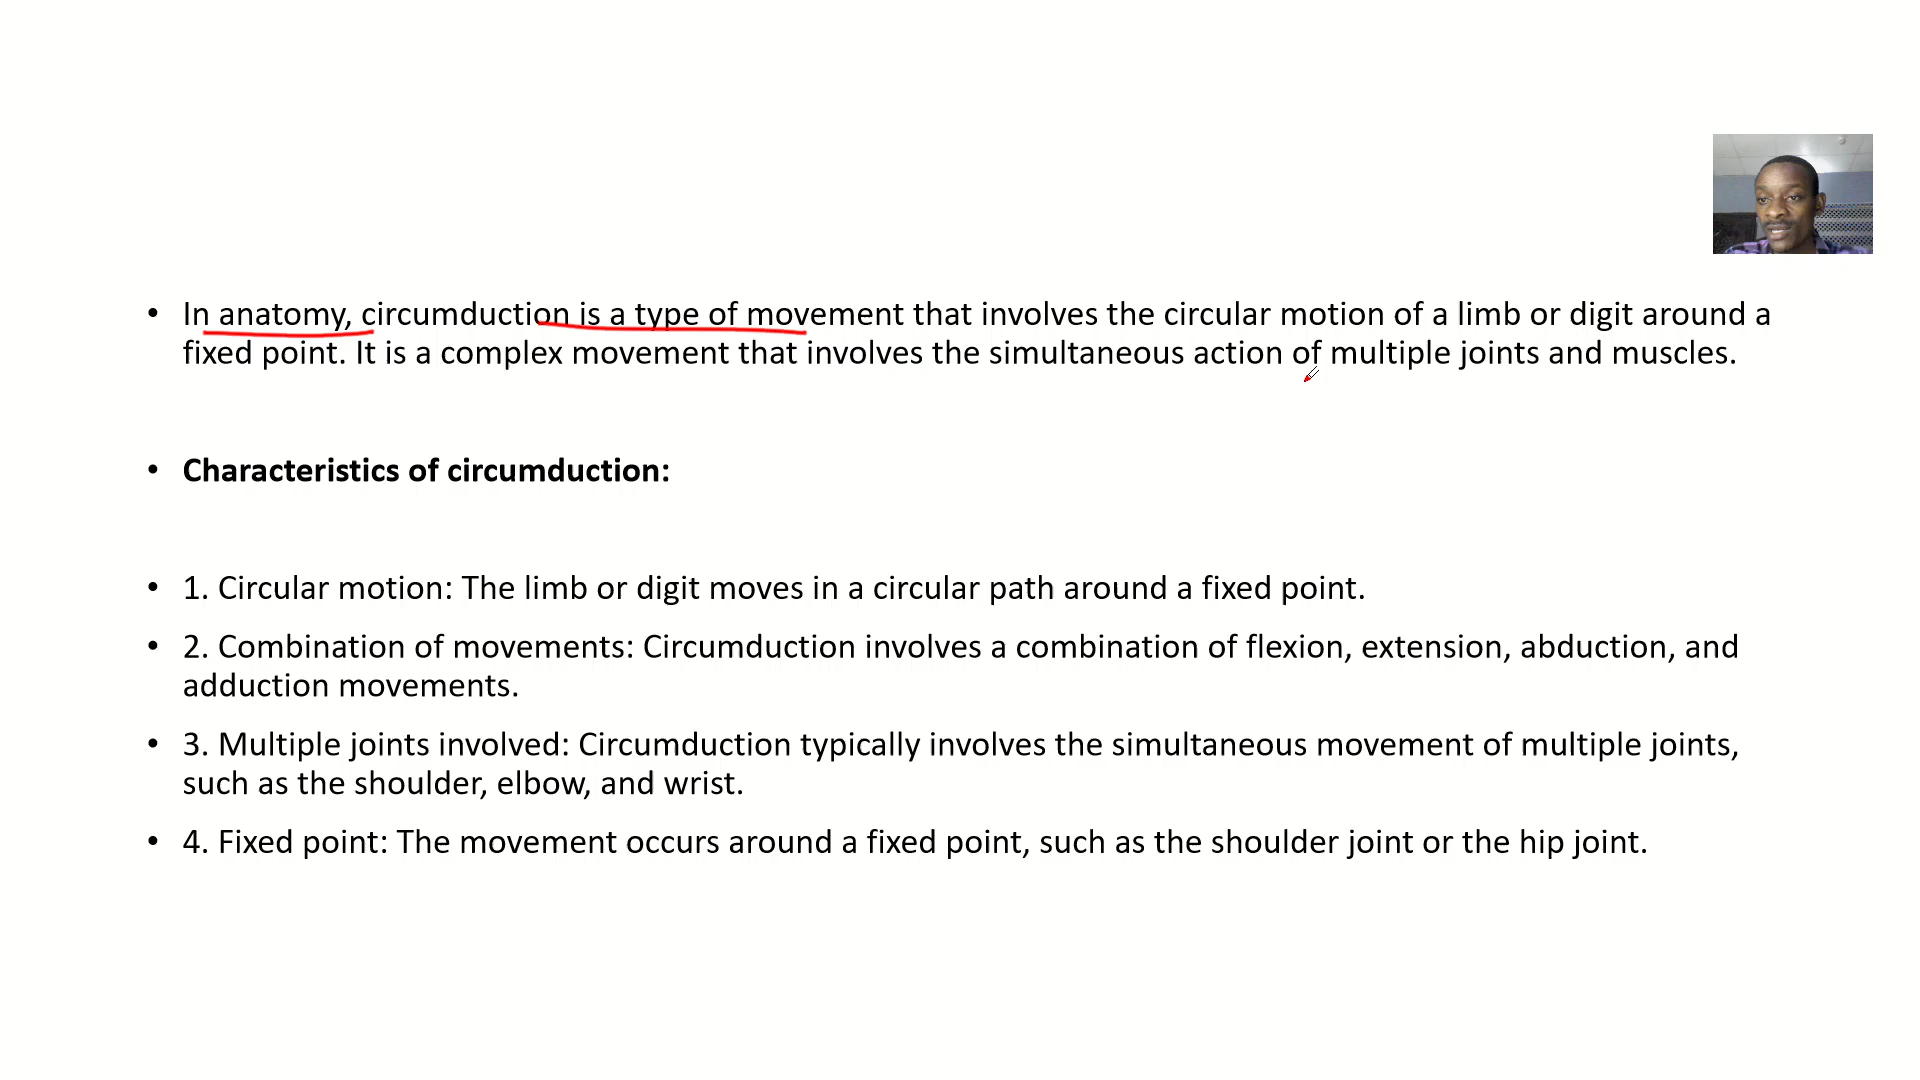 • In anatomy, circumduction is a type of movement that involves the circular motion of a limb or digit around a
fixed point. It is a complex movement that involves the simultaneous action of multiple joints and muscles.
• Characteristics of circumduction:
• 1. Circular motion: The limb or digit moves in a circular path around a fixed point.
• 2. Combination of movements: Circumduction involves a combination of flexion, extension, abduction, and
adduction movements.
• 3. Multiple joints involved: Circumduction typically involves the simultaneous movement of multiple joints,
such as the shoulder, elbow, and wrist.
• 4. Fixed point: The movement occurs around a fixed point, such as the shoulder joint or the hip joint.